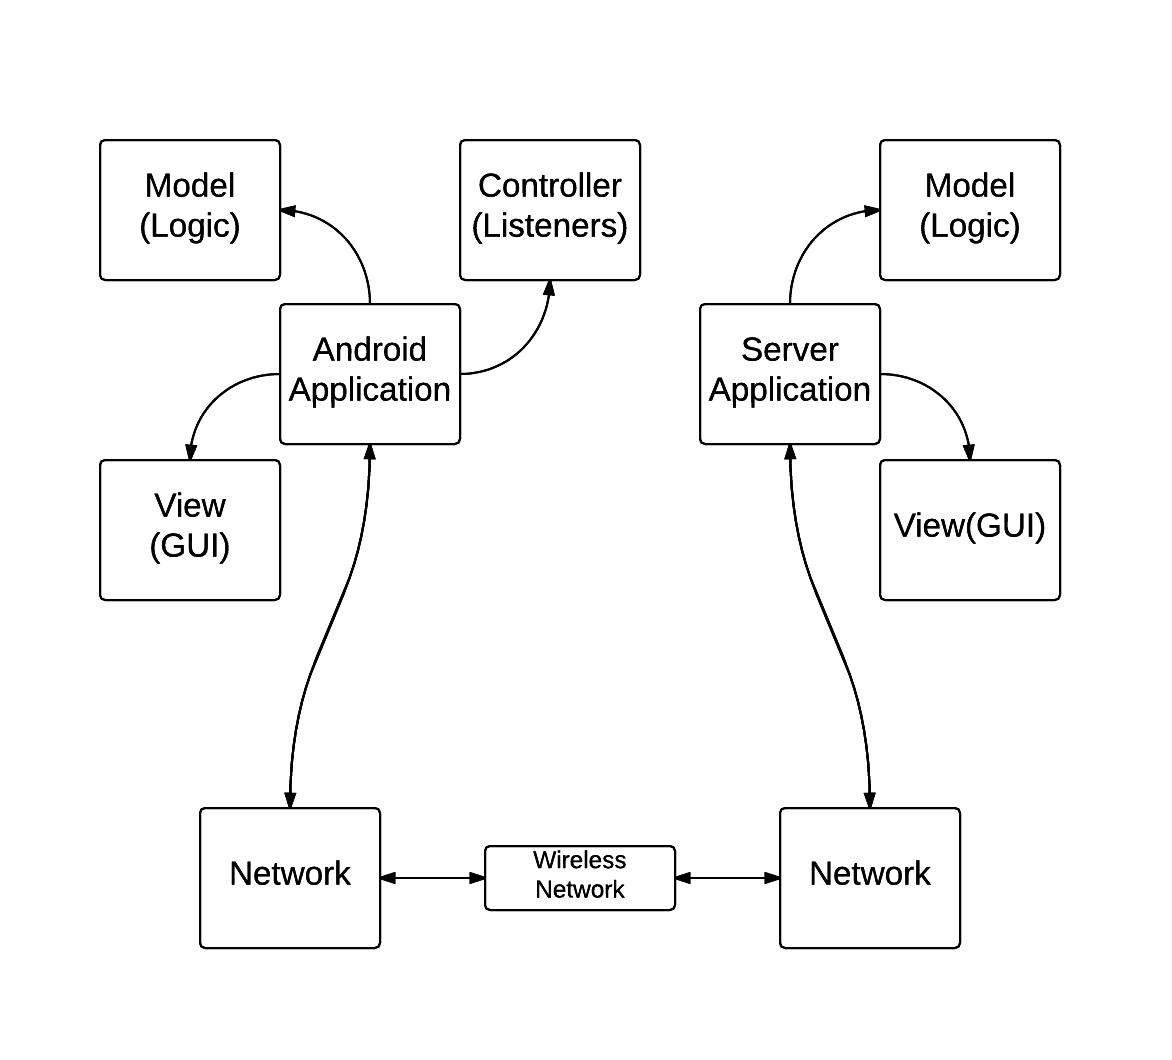 Model
(Logic)
Controller
(Listeners)
Model
(Logic)
Android
Application
Server
Application
View
(GUI)
View(GUI)
Network
Wireless
Network
Network